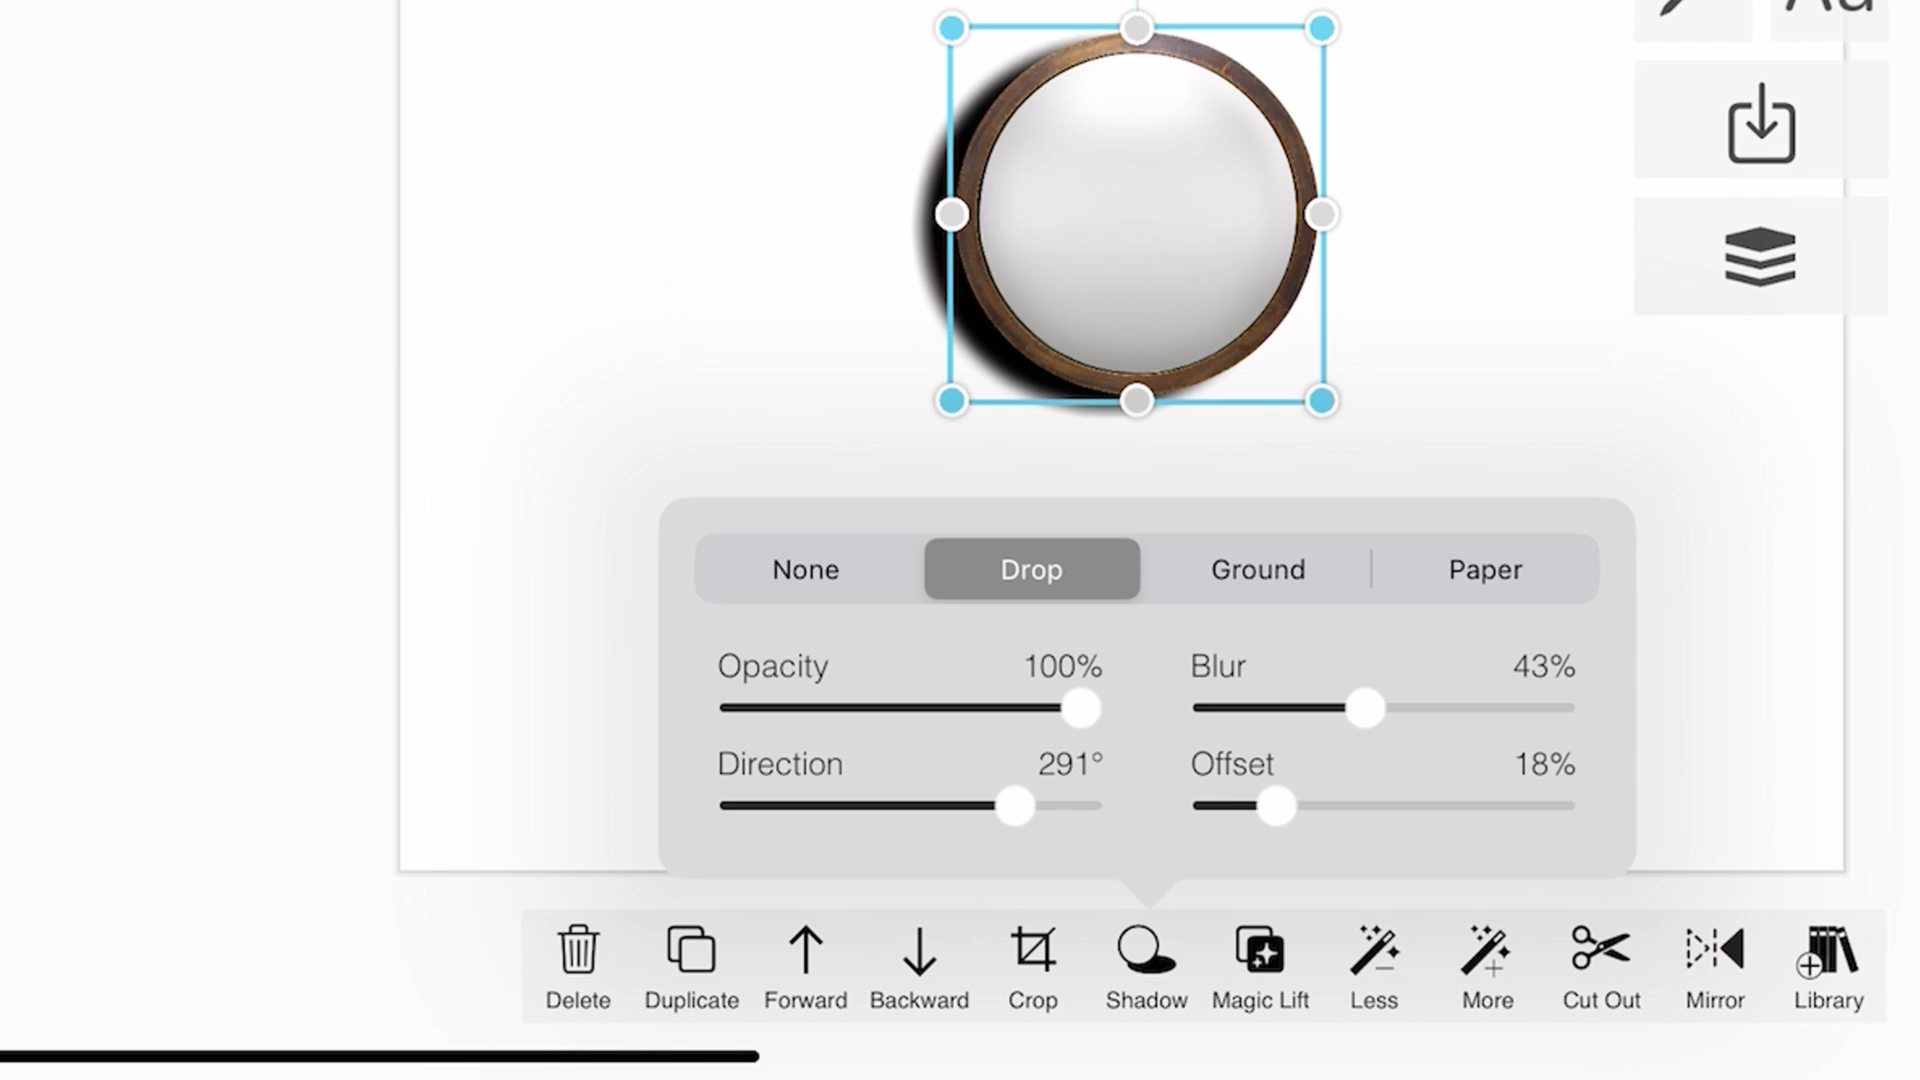 None Drop Ground Paper
Opacity 100% Blur 43%
Direction 291° Offset 18%
Delete Duplicate Forward Backward Crop Shadow Magic Lift Less More Cut Out Mirror Library